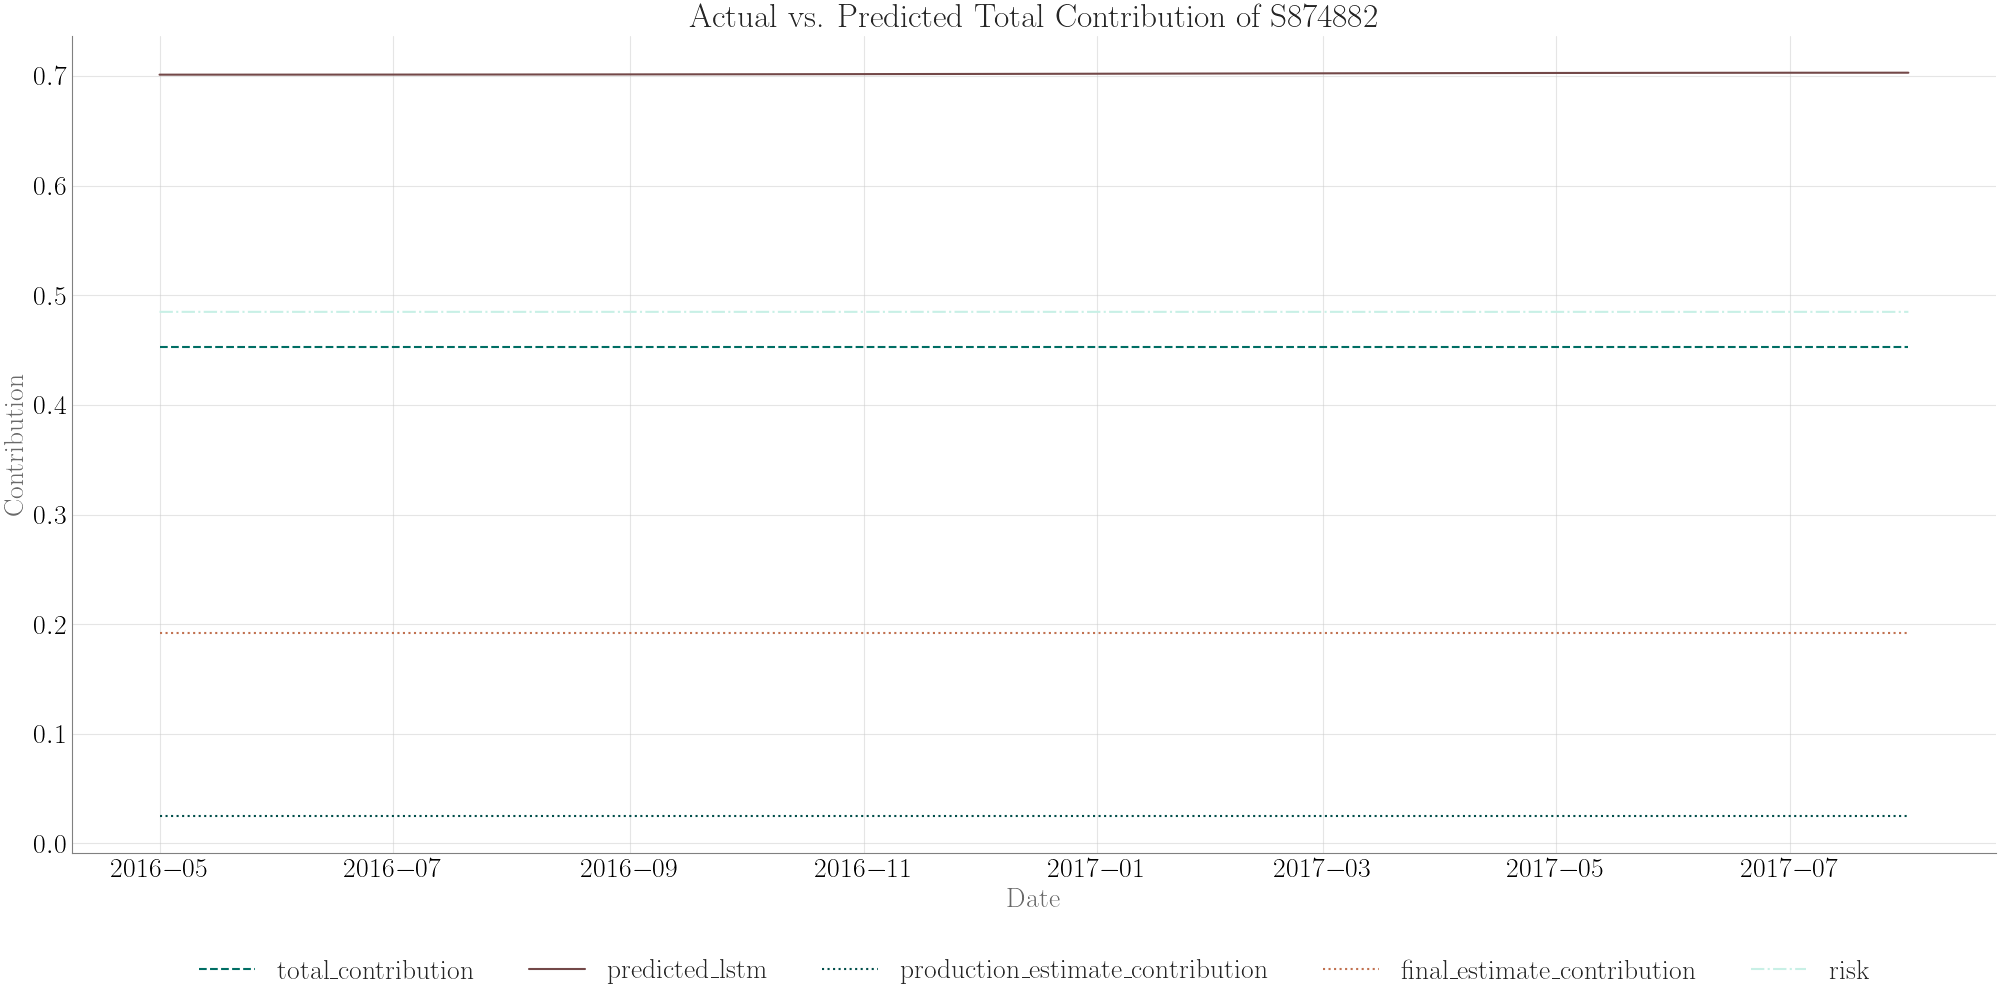 Actual vs. Predicted Total Contribution of S874882
0.7
0.6
0.5
0.4
0.3
0.2
0.1
0.0
Contribution
2016–05 2016–07 2016–09 2016–11 2017–01 2017–03 2017–05 2017–07
Date
total_contribution predicted_lstm production_estimate_contribution final_estimate_contribution risk